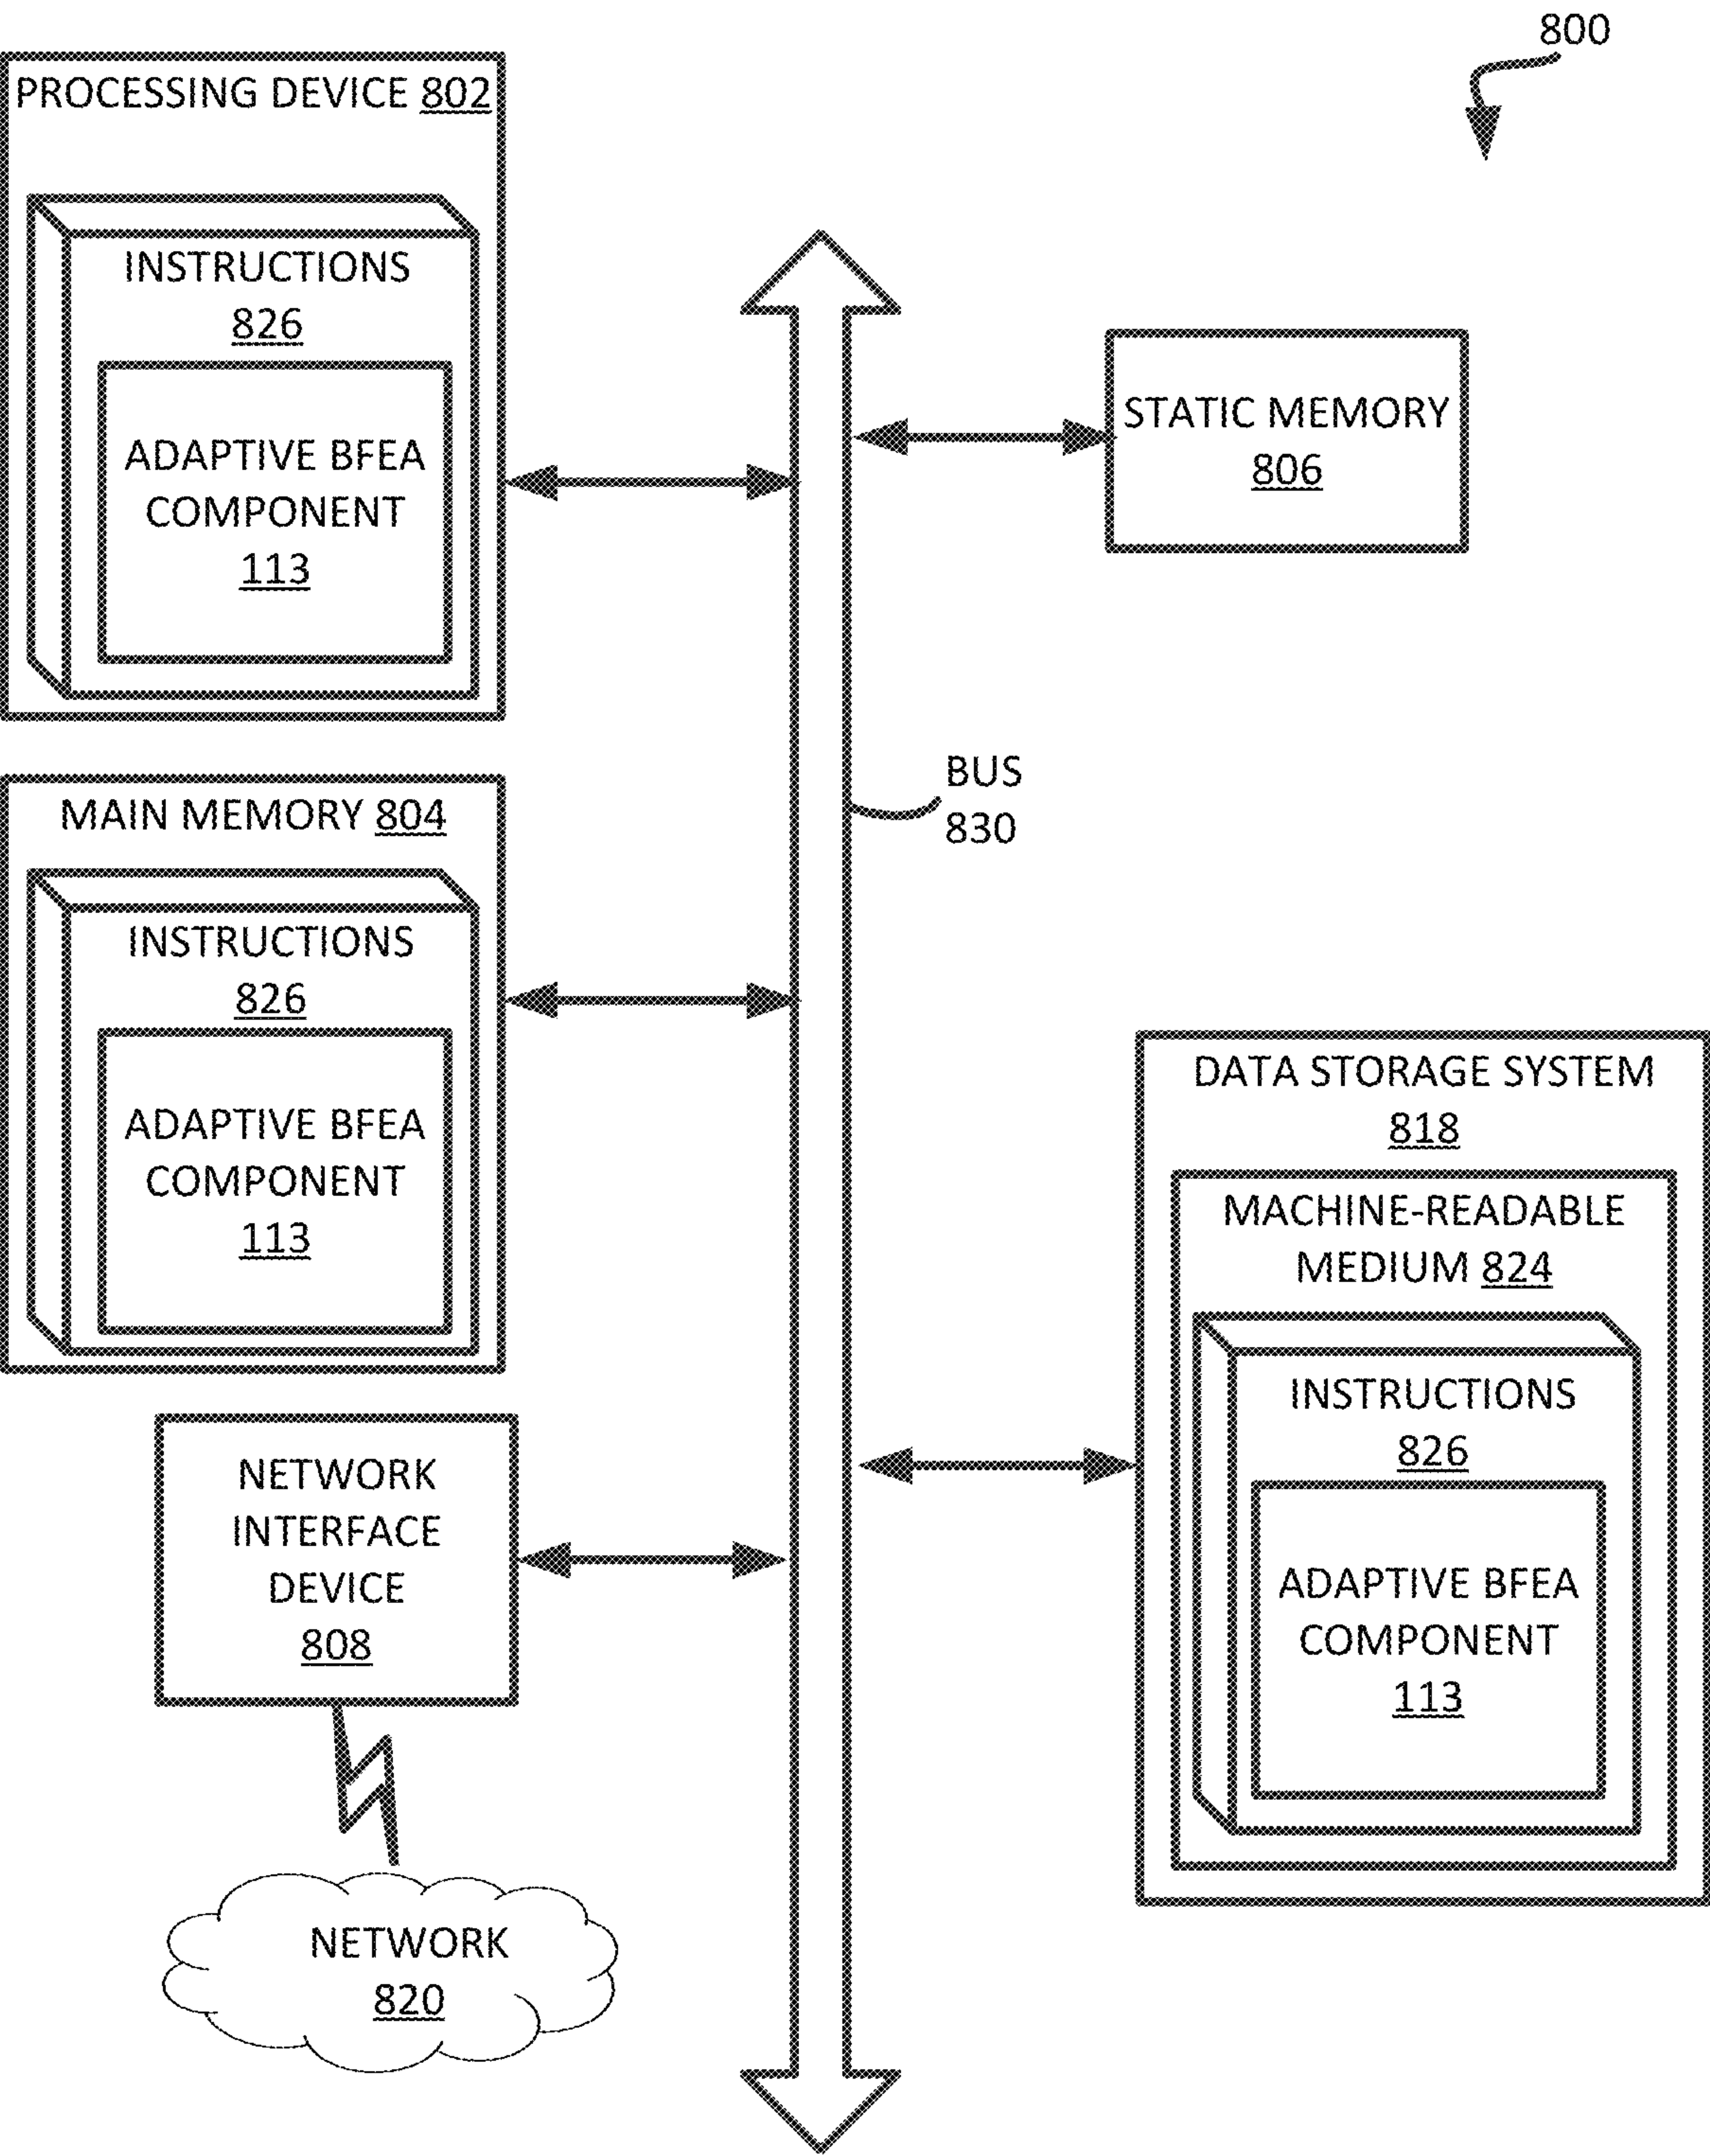 800
PROCESSING DEVICE 802
INSTRUCTIONS
826
ADAPTIVE BFEA
COMPONENT
113
STATIC MEMORY
806
BUS
830
MAIN MEMORY 804
INSTRUCTIONS
826
ADAPTIVE BFEA
COMPONENT
113
DATA STORAGE SYSTEM
818
MACHINE-READABLE
MEDIUM 824
INSTRUCTIONS
826
ADAPTIVE BFEA
COMPONENT
113
NETWORK
INTERFACE
DEVICE
808
NETWORK
820